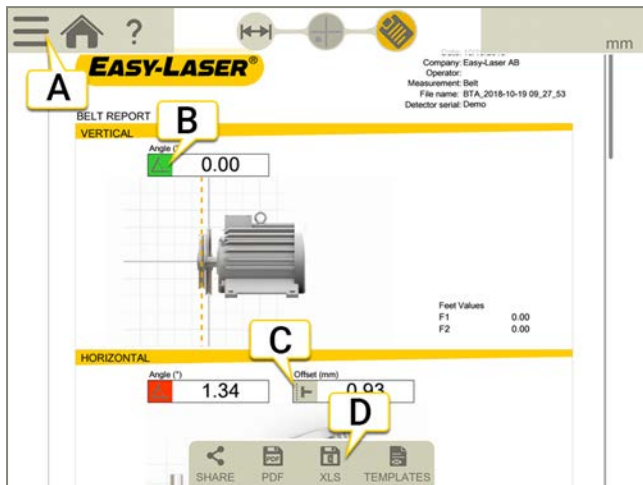 ?
mm
A
EASY-LASER®
Company: Easy-Laser AB
Operator:
Measurement: Belt
File name: BTA_2018-10-19 09_27_53
Detector serial: Demo
BELT REPORT
B
VERTICAL
Angle (
0.00
Feet Values
F1 0.00
F2 0.00
C
HORIZONTAL
Angle (°) Offset (mm)
1.34 0.93
D
PDF
SHARE PDF XLS TEMPLATES